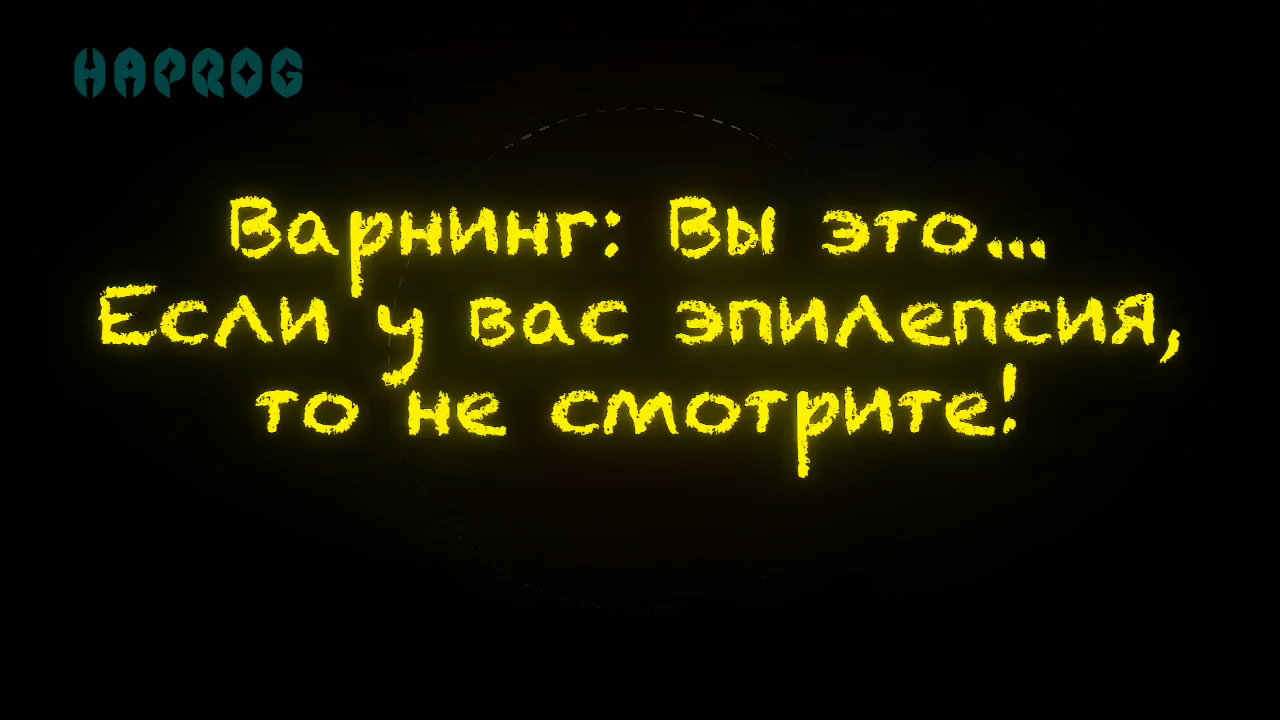 HAPROG
Варнинг: Вы это...
Если у вас эпилепсия,
то не смотрите!